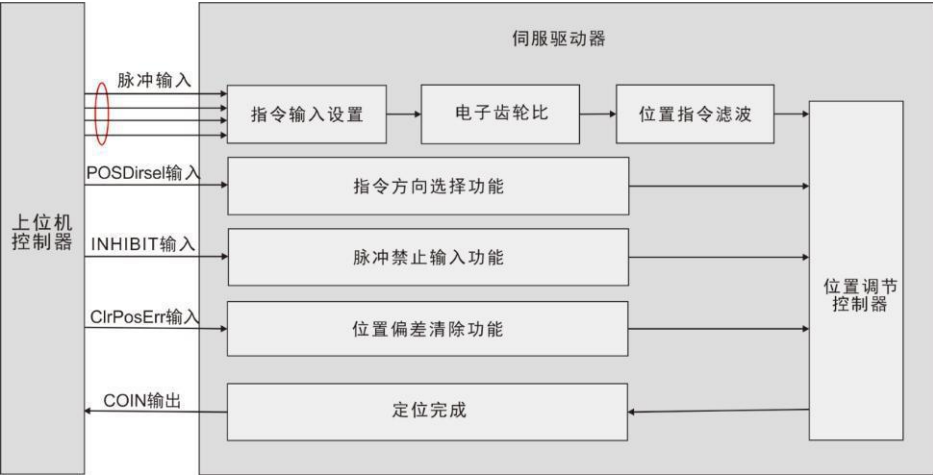 伺服驱动器
脉冲输入
指令输入设置
电子齿轮比
位置指令滤波
POSDirsel输入
指令方向选择功能
上位机
控制器
INHIBIT输入
脉冲禁止输入功能
位置调节
控制器
ClrPosErr输入
位置偏差清除功能
COIN输出
定位完成